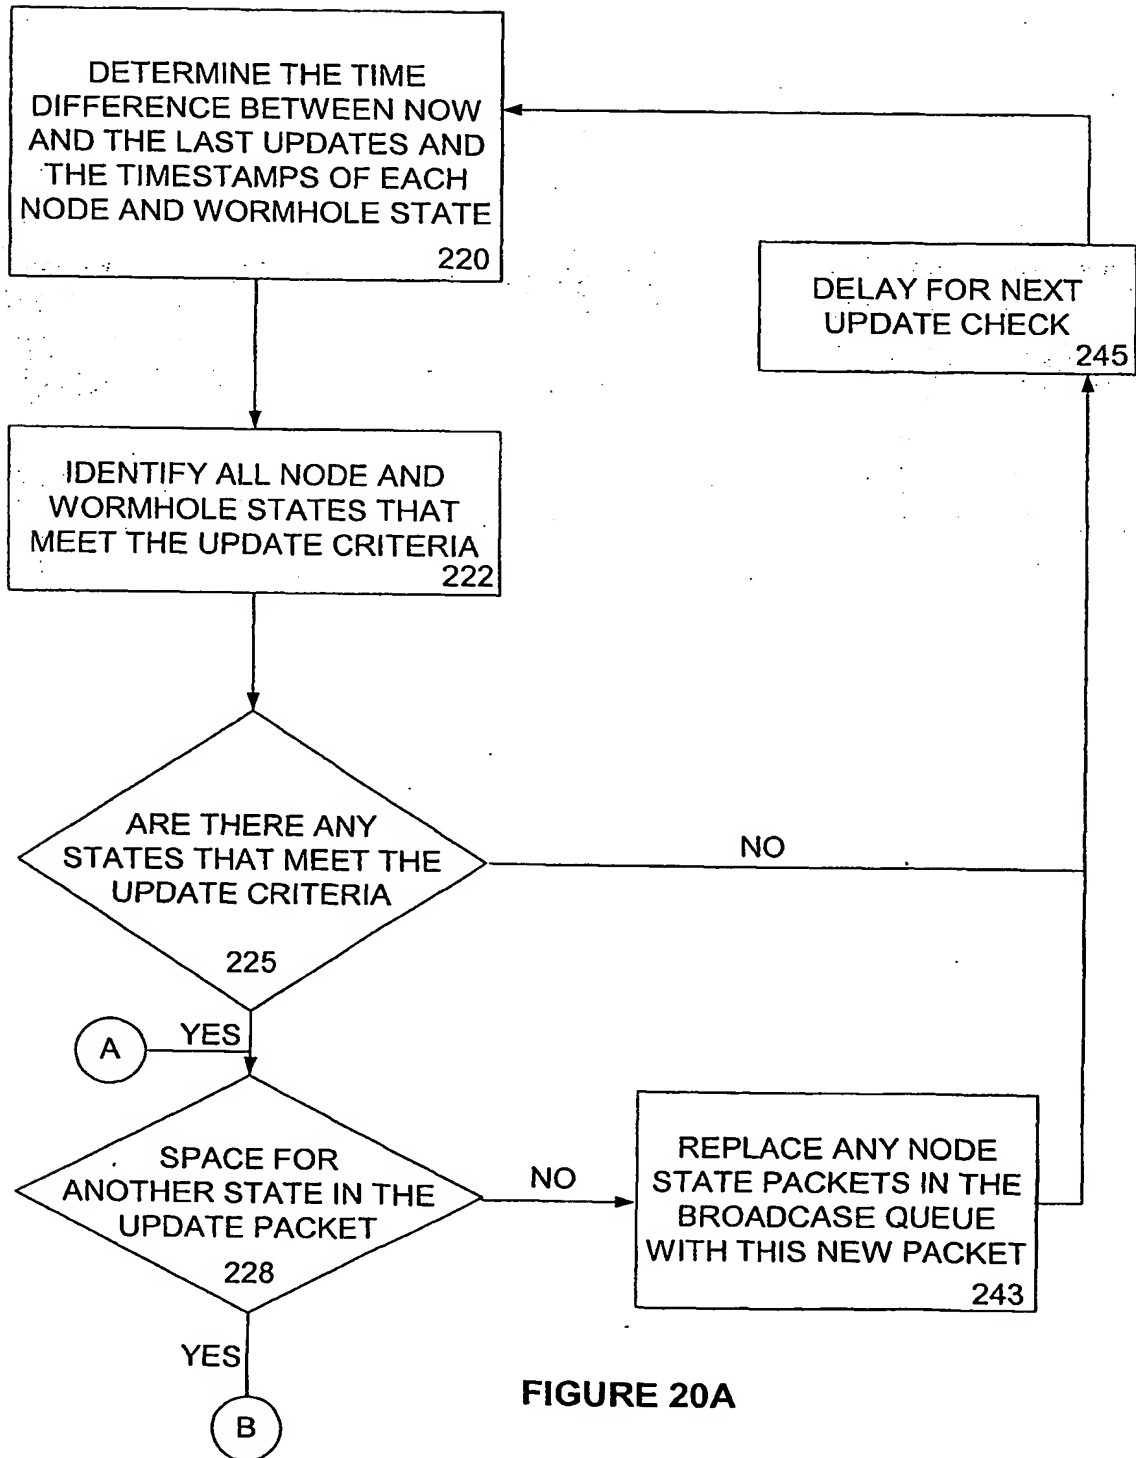 DETERMINE THE TIME
DIFFERENCE BETWEEN NOW
AND THE LAST UPDATES AND
THE TIMESTAMPS OF EACH
NODE AND WORMHOLE STATE
220
DELAY FOR NEXT
UPDATE CHECK
245
IDENTIFY ALL NODE AND
WORMHOLE STATES THAT
MEET THE UPDATE CRITERIA
222
ARE THERE ANY
STATES THAT MEET THE
UPDATE CRITERIA
225
NO
YES
A
SPACE FOR
ANOTHER STATE IN THE
UPDATE PACKET
228
NO
REPLACE ANY NODE
STATE PACKETS IN THE
BROADCASE QUEUE
WITH THIS NEW PACKET
243
YES
B
FIGURE 20A